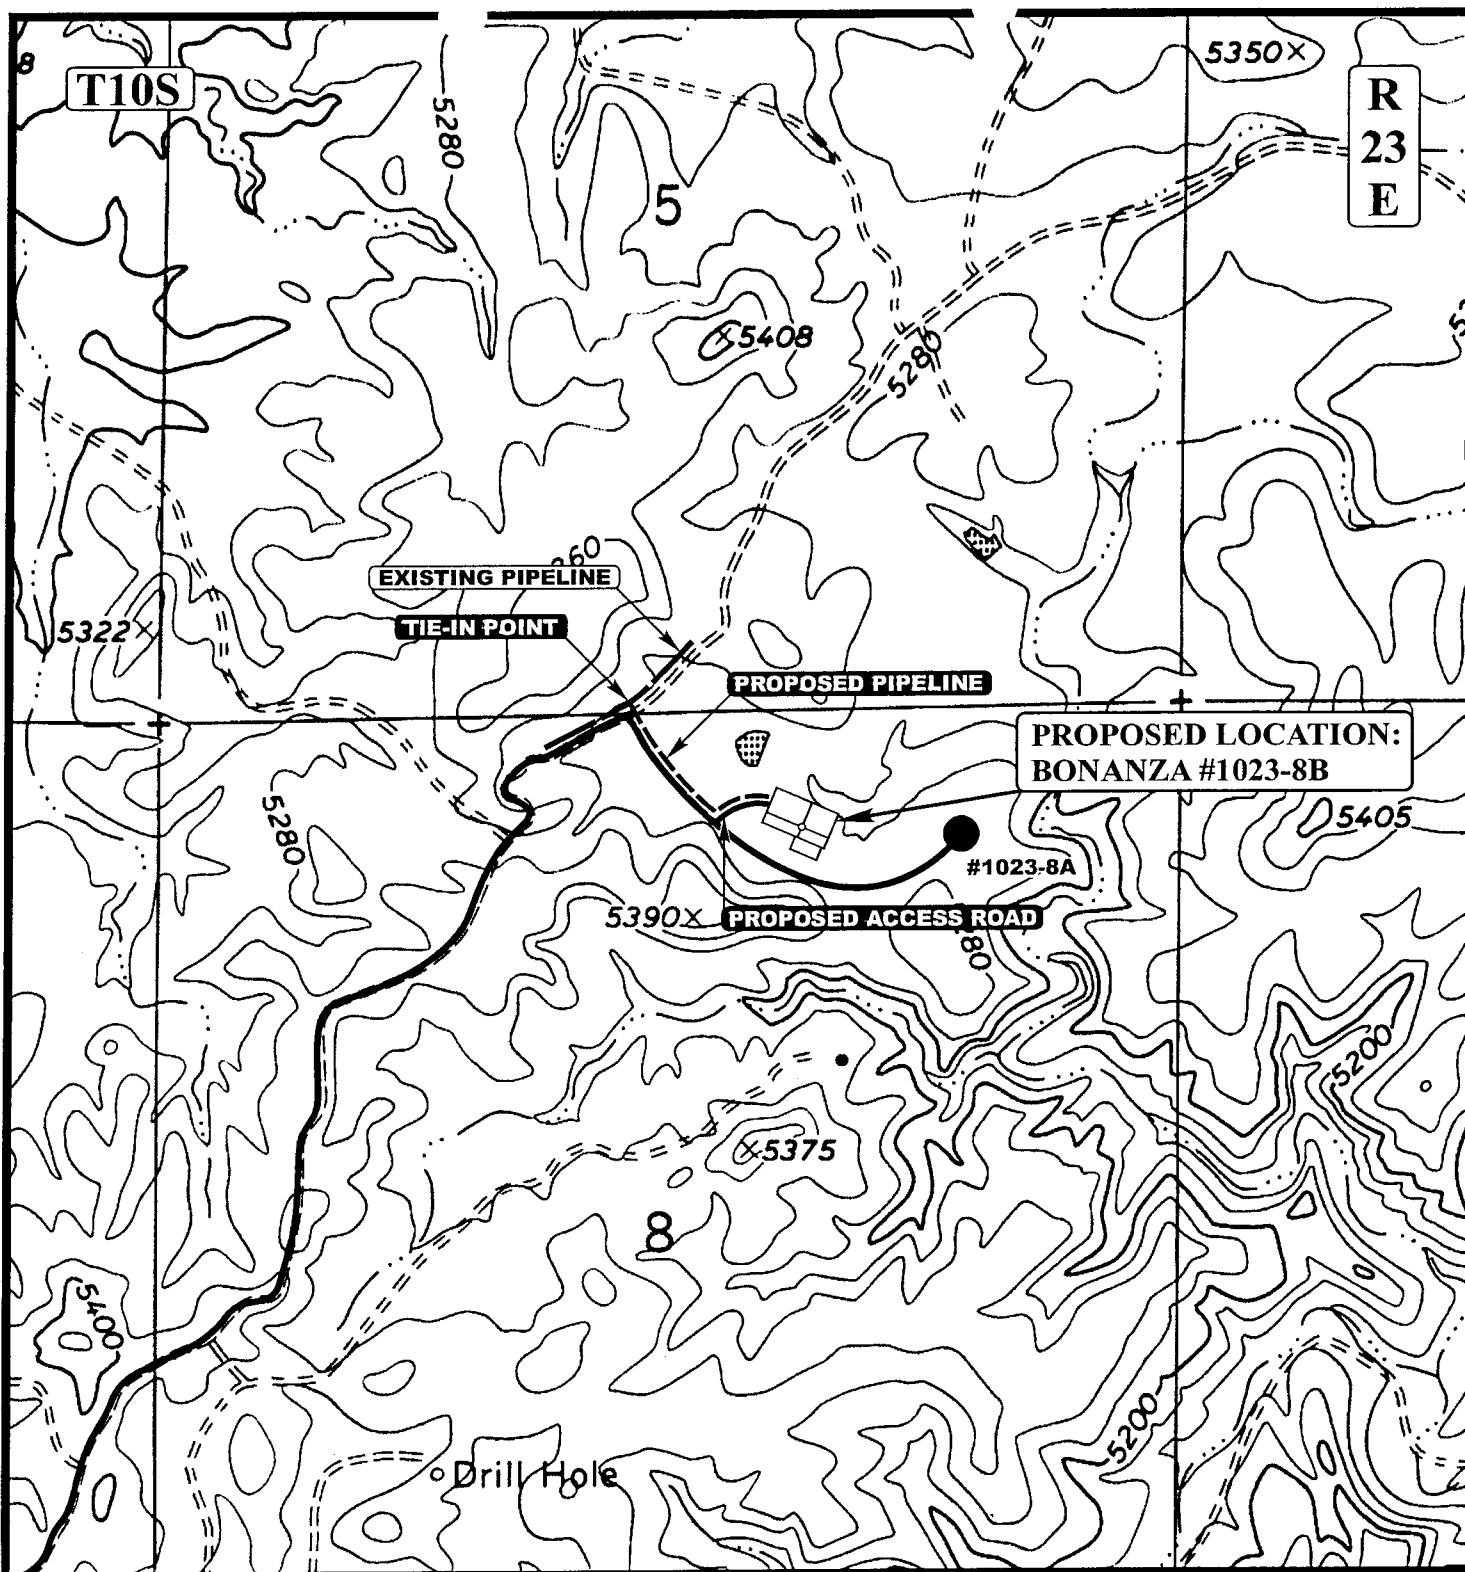 8
T10S
5280
5350
R
23
E
5
5408
5280
EXISTING PIPELINE
TIE-IN POINT
5322
PROPOSED PIPELINE
PROPOSED LOCATION:
BONANZA #1023-8B
5280
5405
#1023-8A
5390
PROPOSED ACCESS ROAD
5200
5375
8
5400
5200
Drill Hole